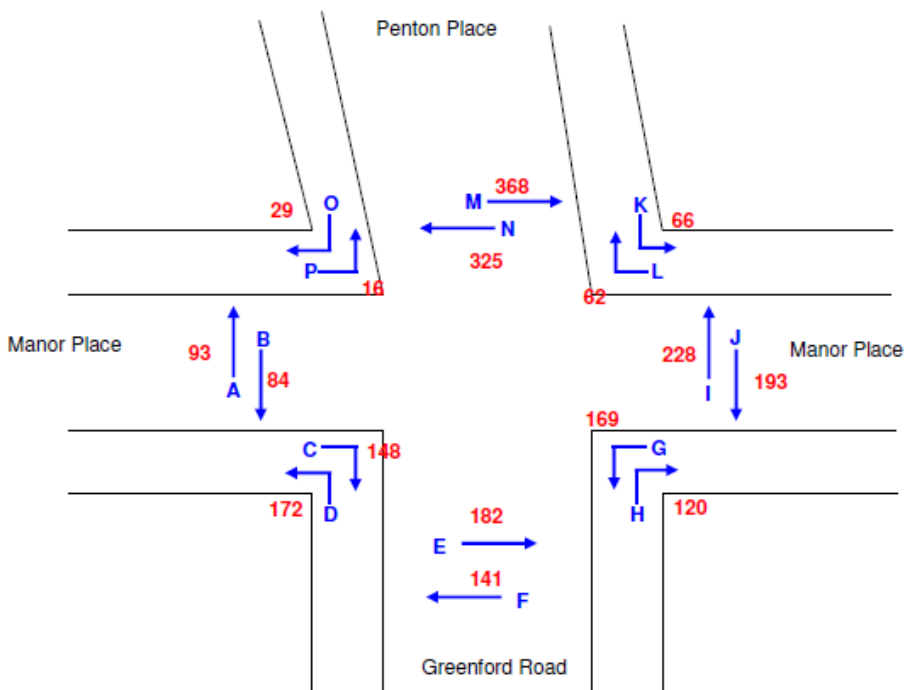 Penton Place
368
29 O M K 66
N
P 325 L
16 62
Manor Place 93 B 228 J Manor Place
84 193
A I
169
C 148 G
172 D 182 H 120
E
141
F
Greenford Road